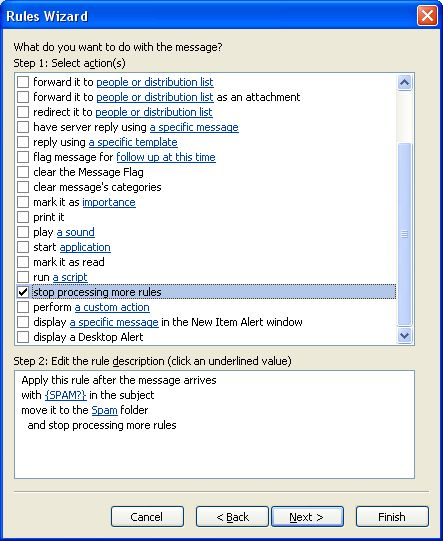 Rules Wizard
What do you want to do with the message?
Step 1: Select action(s)
forward it to people or distribution list
forward it to people or distribution list as an attachment
redirect it to people or distribution list
have server reply using a specific message
reply using a specific template
flag message for follow up at this time
clear the Message Flag
clear message's categories
mark it as importance
print it
play a sound
start application
mark it as read
run a script
stop processing more rules
perform a custom action
display a specific message in the New Item Alert window
display a Desktop Alert
Step 2: Edit the rule description (click an underlined value)
Apply this rule after the message arrives
with {SPAM?} in the subject
move it to the Spam folder
and stop processing more rules
Cancel < Back Next > Finish